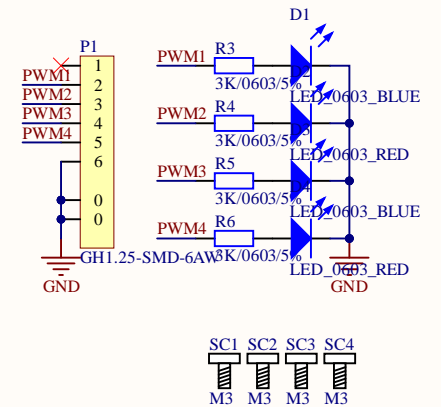 P1
1
PWM1 2
PWM2 3
PWM3 4
PWM4 5
6
0
0
GH1.25-SMD-6AW
GND
D1
PWM1 R3
3K/0603/5%
LED_0603_BLUE
PWM2 R4
3K/0603/5%
LED_0603_RED
PWM3 R5
3K/0603/5%
LED_0603_BLUE
PWM4 R6
3K/0603/5%
LED_0603_RED
GND
SC1 SC2 SC3 SC4
M3 M3 M3 M3